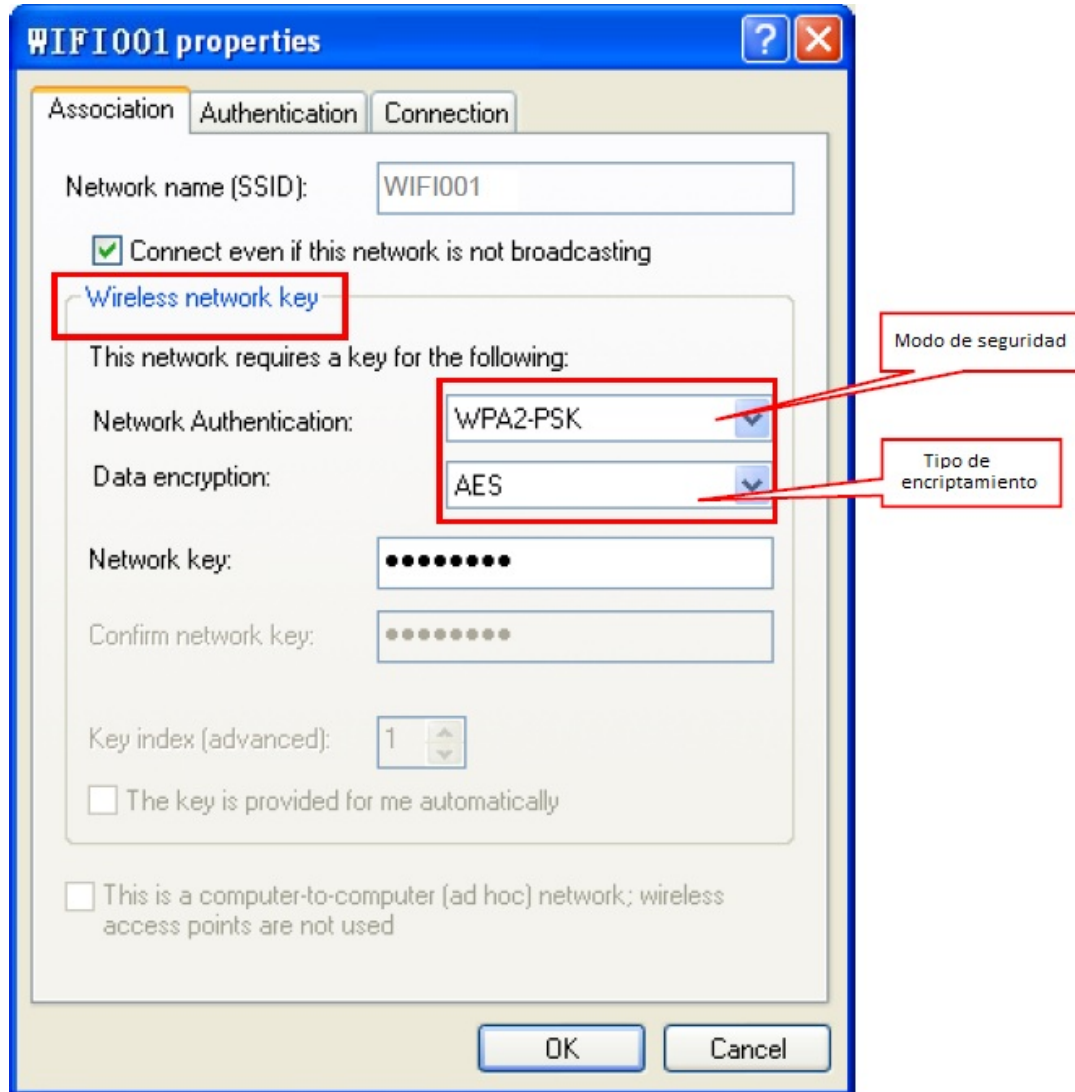 WIFI001 properties
Association Authentication Connection
Network name (SSID): WIFI001
Connect even if this network is not broadcasting
Wireless network key
This network requires a key for the following:
Modo de seguridad
Network Authentication: WPA2-PSK
Data encryption: AES
Tipo de
encriptamiento
Network key: ••••••••
Confirm network key: ••••••••
Key index (advanced): 1
The key is provided for me automatically
This is a computer-to-computer (ad hoc) network; wireless
access points are not used
OK Cancel